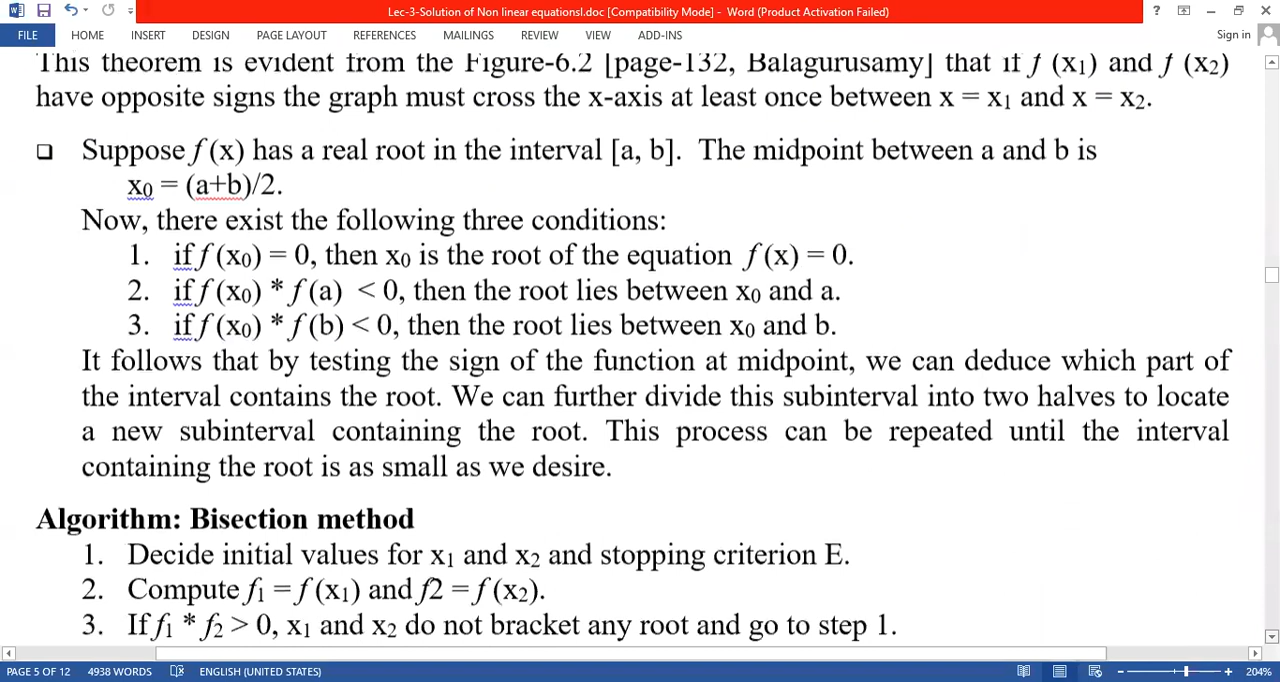 Lec-3-Solution of Non linear equationsI.doc [Compatibility Mode] - Word (Product Activation Failed)
?
FILE HOME INSERT DESIGN PAGE LAYOUT REFERENCES MAILINGS REVIEW VIEW ADD-INS Sign in
This theorem is evident from the Figure-6.2 [page-132, Balagurusamy] that if f (x₁) and f (x₂)
have opposite signs the graph must cross the x-axis at least once between x = x₁ and x = x₂.
❑ Suppose f (x) has a real root in the interval [a, b]. The midpoint between a and b is
x₀ = (a+b)/2.
Now, there exist the following three conditions:
1. if f (x₀) = 0, then x₀ is the root of the equation f (x) = 0.
2. if f (x₀) * f (a) < 0, then the root lies between x₀ and a.
3. if f (x₀) * f (b) < 0, then the root lies between x₀ and b.
It follows that by testing the sign of the function at midpoint, we can deduce which part of
the interval contains the root. We can further divide this subinterval into two halves to locate
a new subinterval containing the root. This process can be repeated until the interval
containing the root is as small as we desire.
Algorithm: Bisection method
1. Decide initial values for x₁ and x₂ and stopping criterion E.
2. Compute f₁ = f (x₁) and f2 = f (x₂).
3. If f₁ * f₂ > 0, x₁ and x₂ do not bracket any root and go to step 1.
PAGE 5 OF 12 4938 WORDS ENGLISH (UNITED STATES) 204%